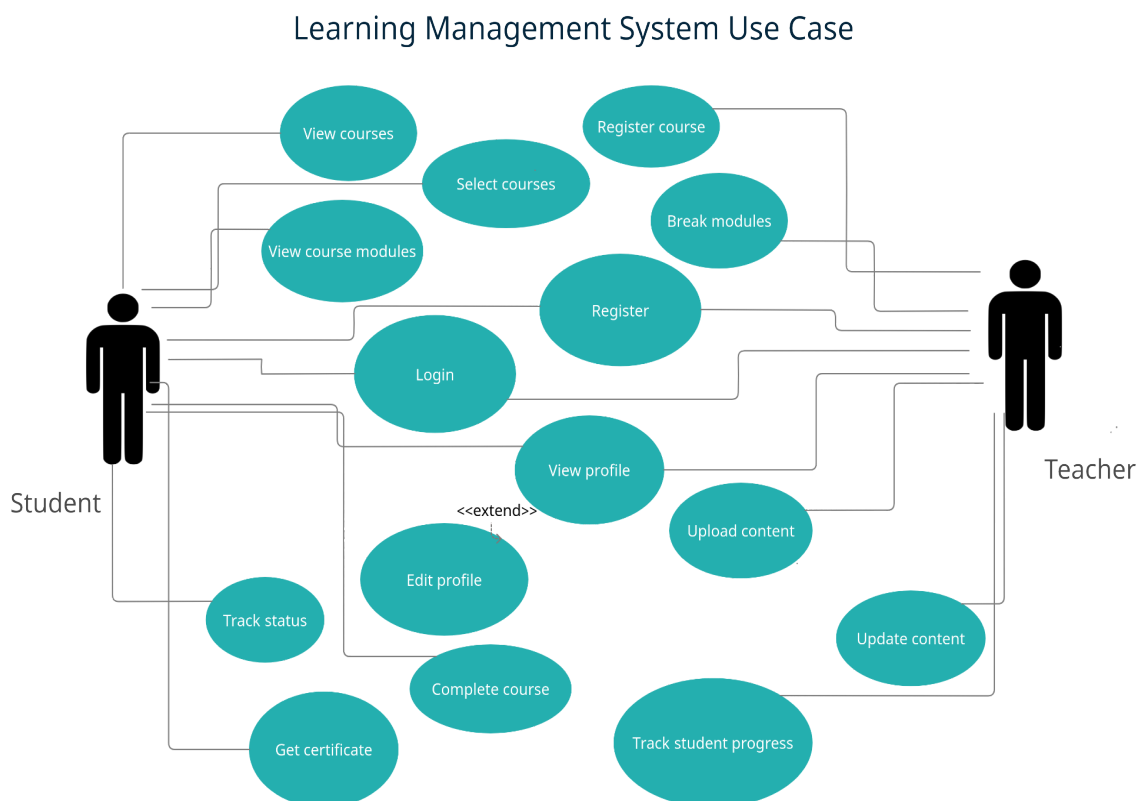 Learning Management System Use Case
View courses
Register course
Select courses
Break modules
View course modules
Register
Login
View profile
Teacher
Student
<<extend>>
Upload content
Edit profile
Track status
Update content
Complete course
Track student progress
Get certificate